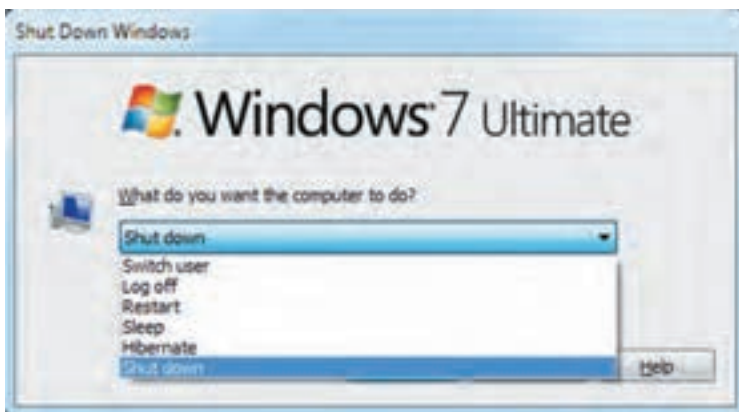 Shut Down Windows
Windows 7 Ultimate
What do you want the computer to do?
Shut down
Switch user
Log off
Restart
Sleep
Hibernate
Shut down
Help